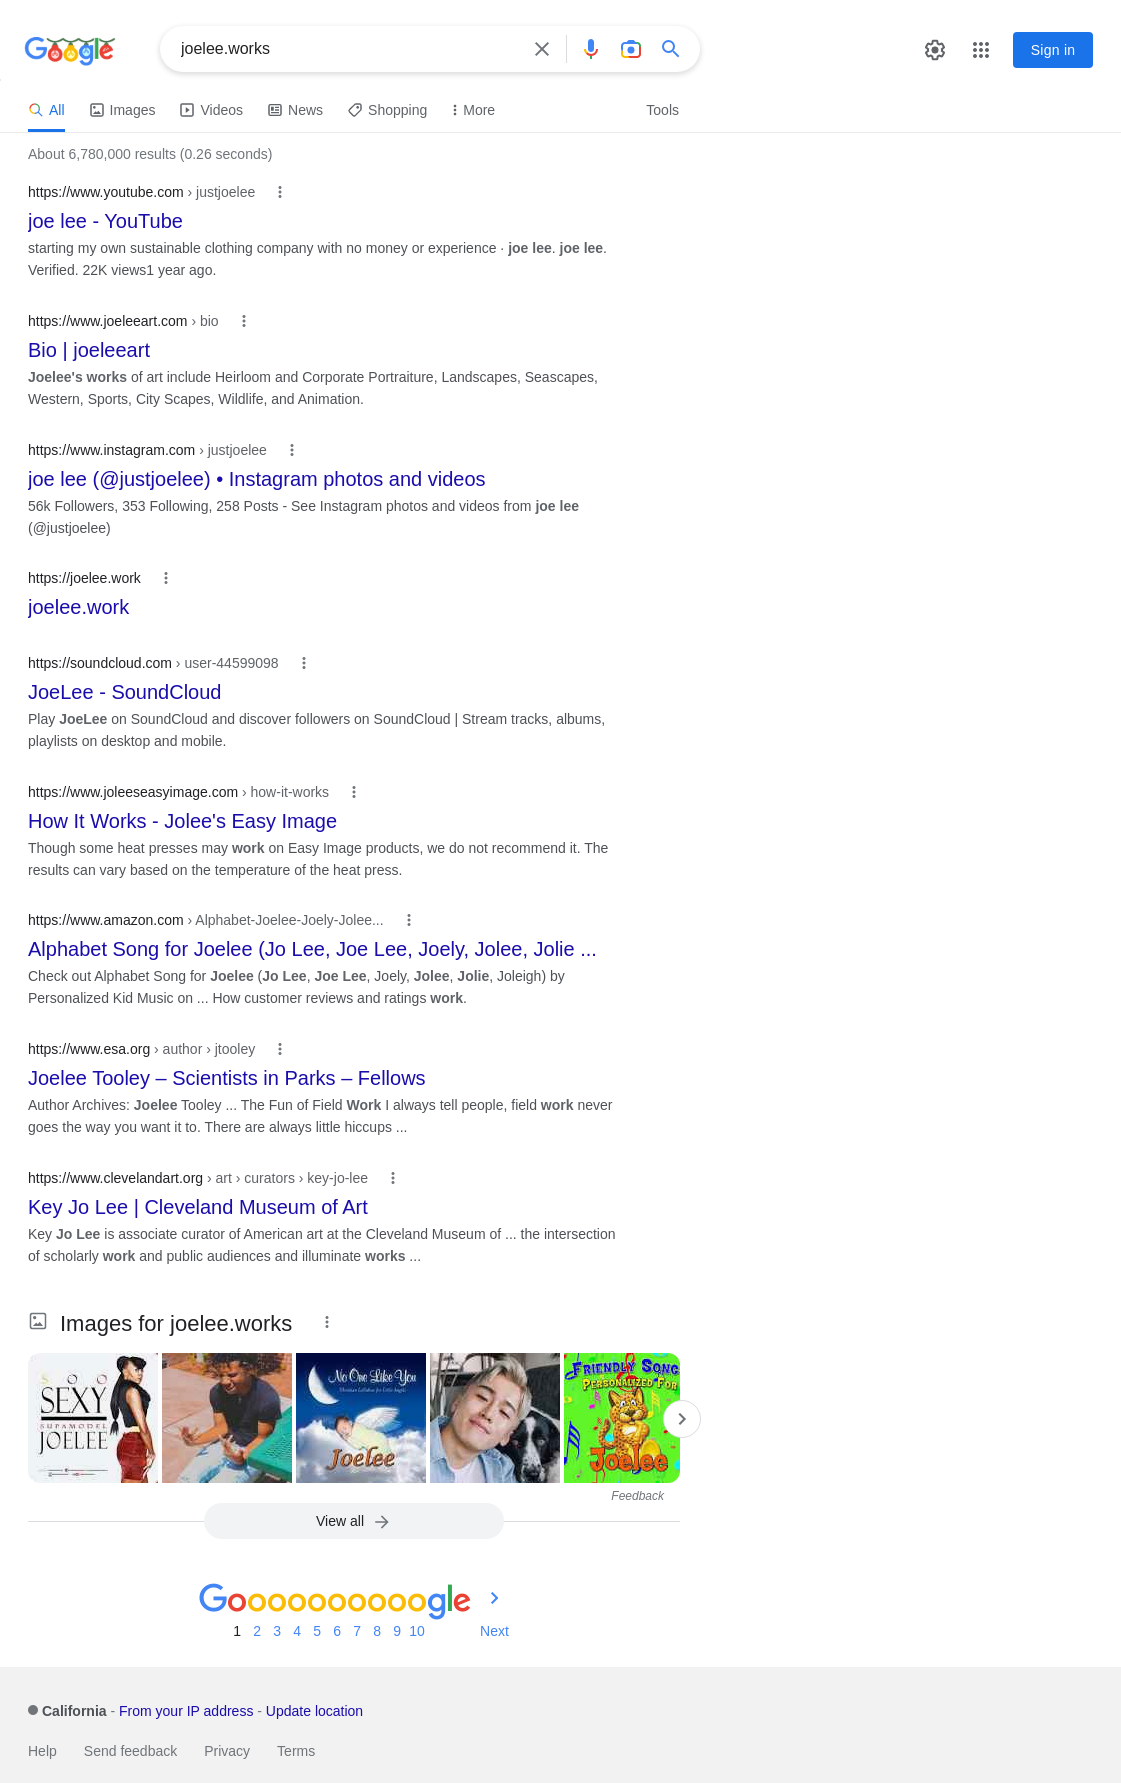 Google
joelee.works
Sign in
All
Images
Videos
News
Shopping
More
Tools
About 6,780,000 results (0.26 seconds)
https://www.youtube.com › justjoelee
joe lee - YouTube
starting my own sustainable clothing company with no money or experience · joe lee. joe lee.
Verified. 22K views1 year ago.
https://www.joeleeart.com › bio
Bio | joeleeart
Joelee's works of art include Heirloom and Corporate Portraiture, Landscapes, Seascapes,
Western, Sports, City Scapes, Wildlife, and Animation.
https://www.instagram.com › justjoelee
joe lee (@justjoelee) • Instagram photos and videos
56k Followers, 353 Following, 258 Posts - See Instagram photos and videos from joe lee
(@justjoelee)
https://joelee.work
joelee.work
https://soundcloud.com › user-44599098
JoeLee - SoundCloud
Play JoeLee on SoundCloud and discover followers on SoundCloud | Stream tracks, albums,
playlists on desktop and mobile.
https://www.joleeseasyimage.com › how-it-works
How It Works - Jolee's Easy Image
Though some heat presses may work on Easy Image products, we do not recommend it. The
results can vary based on the temperature of the heat press.
https://www.amazon.com › Alphabet-Joelee-Joely-Jolee...
Alphabet Song for Joelee (Jo Lee, Joe Lee, Joely, Jolee, Jolie ...
Check out Alphabet Song for Joelee (Jo Lee, Joe Lee, Joely, Jolee, Jolie, Joleigh) by
Personalized Kid Music on ... How customer reviews and ratings work.
https://www.esa.org › author › jtooley
Joelee Tooley – Scientists in Parks – Fellows
Author Archives: Joelee Tooley ... The Fun of Field Work I always tell people, field work never
goes the way you want it to. There are always little hiccups ...
https://www.clevelandart.org › art › curators › key-jo-lee
Key Jo Lee | Cleveland Museum of Art
Key Jo Lee is associate curator of American art at the Cleveland Museum of ... the intersection
of scholarly work and public audiences and illuminate works ...
Images for joelee.works
SOO
SEXY
SUPAMODEL
JOELEE
No One Like You
Christian Lullabies for Little Angels
Joelee
FRIENDLY SONG
PERSONALIZED FOR
Joelee
Feedback
View all
Goooooooooogle
1 2 3 4 5 6 7 8 9 10 Next
California - From your IP address - Update location
Help
Send feedback
Privacy
Terms